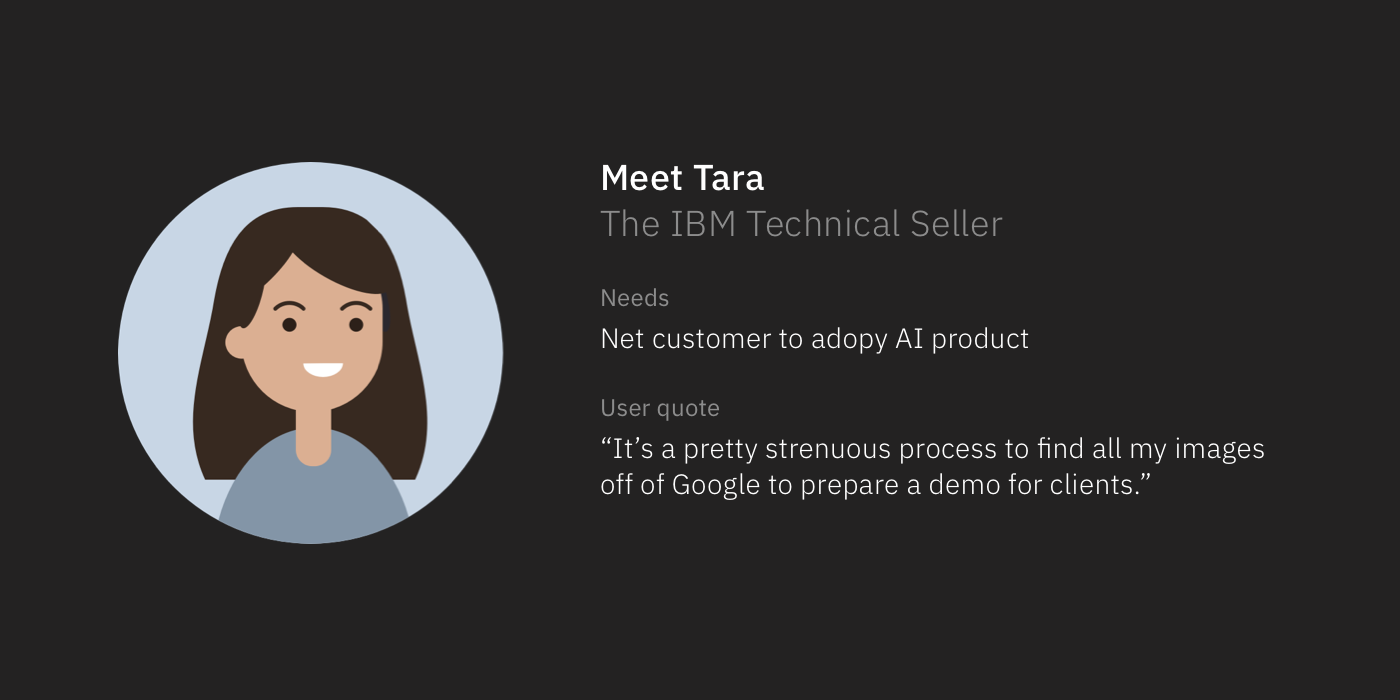 Meet Tara
The IBM Technical Seller
Needs
Net customer to adopy AI product
User quote
“It’s a pretty strenuous process to find all my images
off of Google to prepare a demo for clients.”